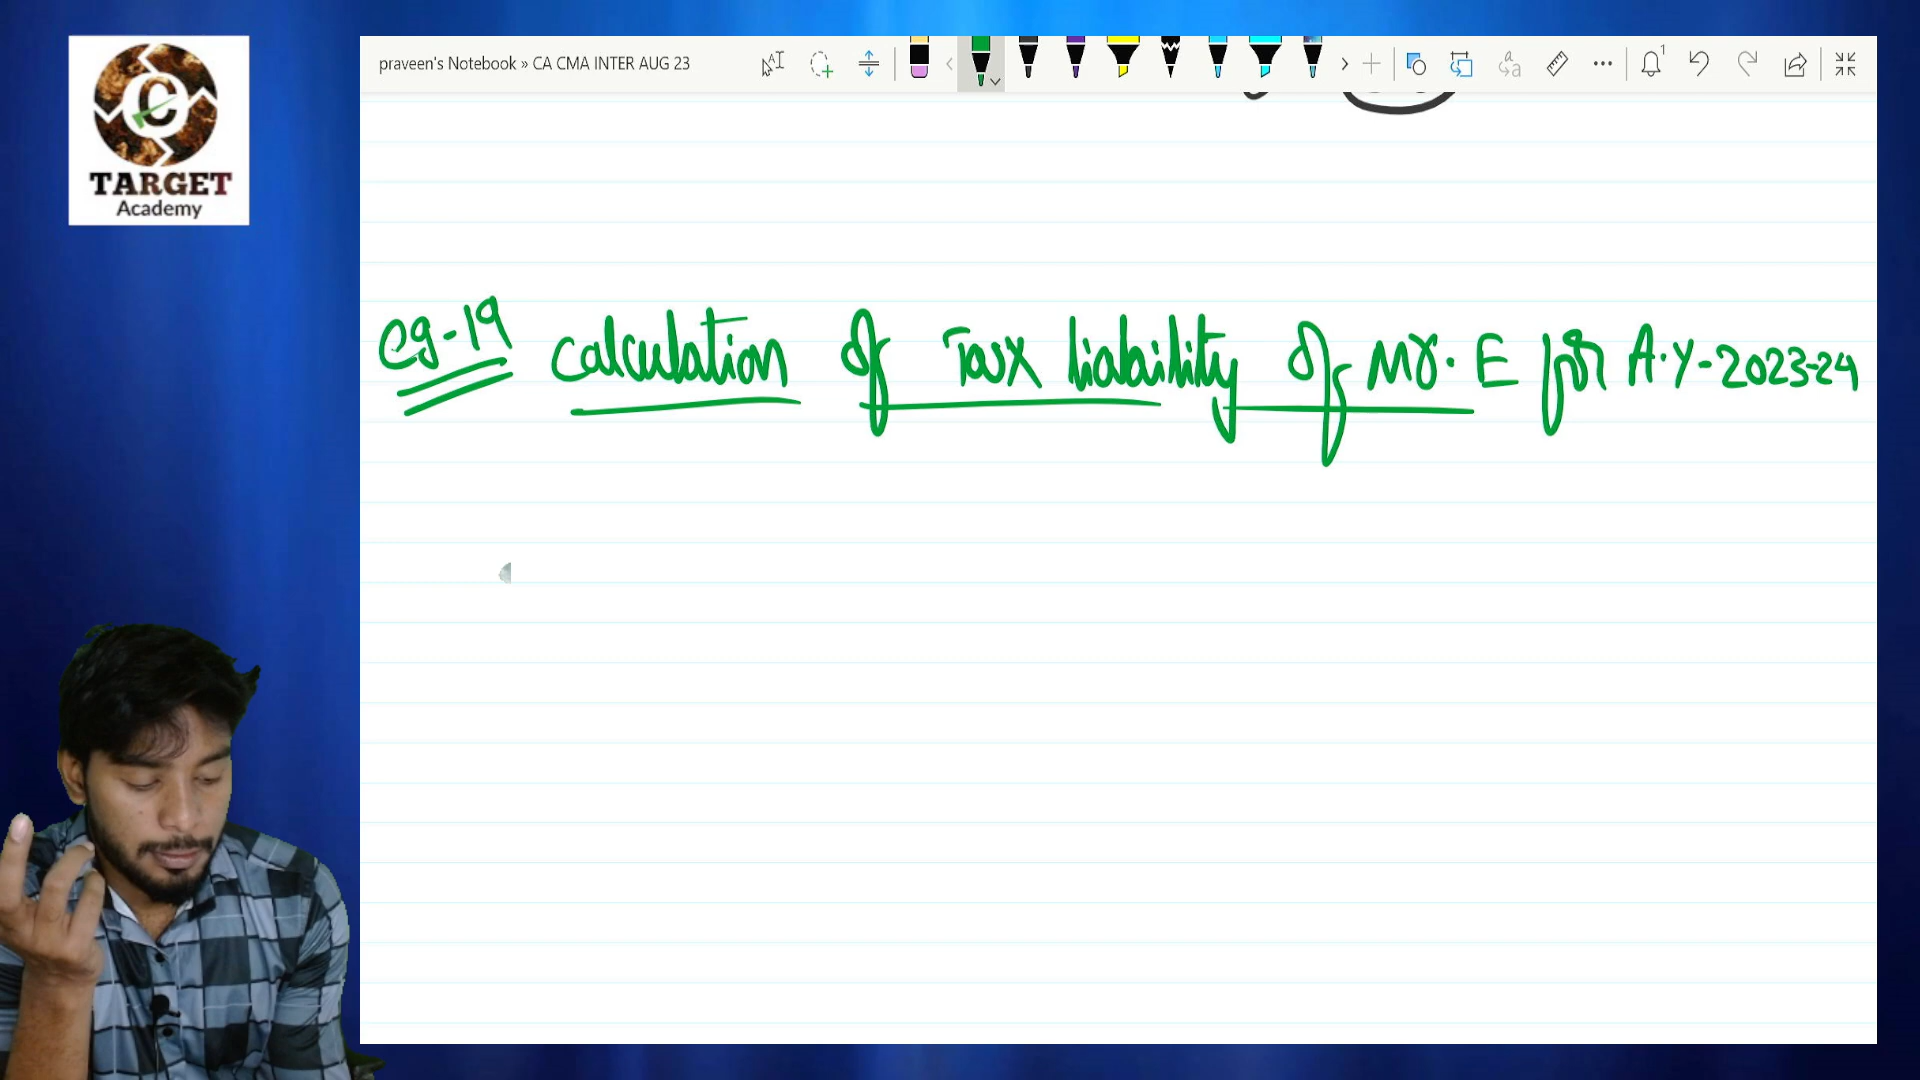 C
TARGET
Academy
praveen's Notebook » CA CMA INTER AUG 23
eg-19 Calculation of Tax liability of Mr. E for A.Y-2023-24